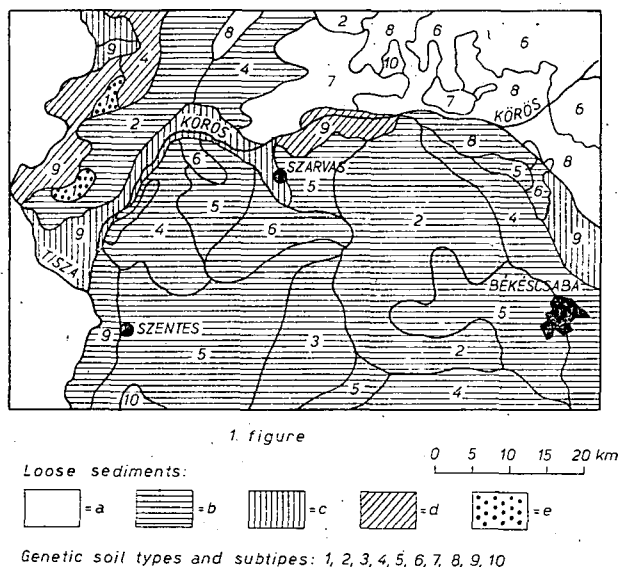 2 8 6 6
9 8
4 10
4 7 7 8
KÖRÖS 6
9
2 KÖRÖS
9 8 8
6 SZARVAS
9 1 5 5
6
5 2 4
9 4 6 9
TISZA
BÉKÉSCSABA
5
9 SZENTES
3
5 2
10 5 4
1. figure
0 5 10 15 20 km
Loose sediments:
=a =b =c =d =e
Genetic soil types and subtipes: 1, 2, 3, 4, 5, 6, 7, 8, 9, 10